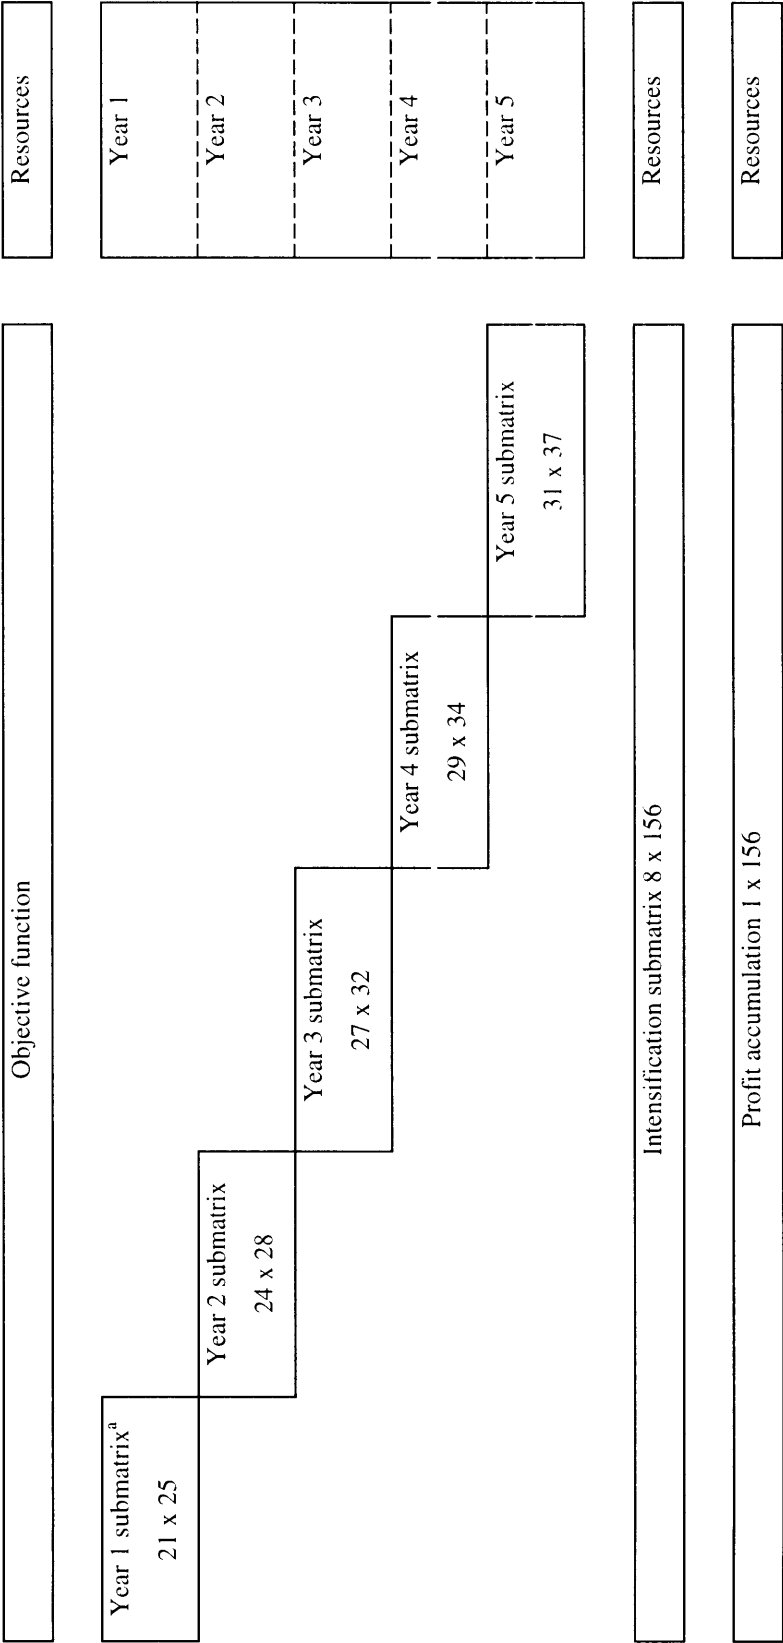 Objective function
Resources
Year 1 submatrixᵃ
21 x 25
Year 1
Year 2 submatrix
24 x 28
Year 2
Year 3 submatrix
27 x 32
Year 3
Year 4 submatrix
29 x 34
Year 4
Year 5 submatrix
31 x 37
Year 5
Intensification submatrix 8 x 156
Resources
Profit accumulation 1 x 156
Resources